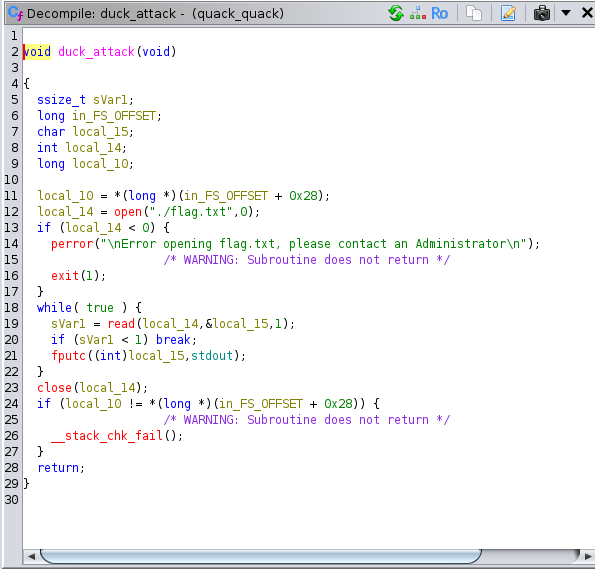 Decompile: duck_attack - (quack_quack)
Ro
1
2 void duck_attack(void)
3
4 {
5 ssize_t sVar1;
6 long in_FS_OFFSET;
7 char local_15;
8 int local_14;
9 long local_10;
10
11 local_10 = *(long *)(in_FS_OFFSET + 0x28);
12 local_14 = open("./flag.txt",0);
13 if (local_14 < 0) {
14 perror("\nError opening flag.txt, please contact an Administrator\n");
15 /* WARNING: Subroutine does not return */
16 exit(1);
17 }
18 while( true ) {
19 sVar1 = read(local_14,&local_15,1);
20 if (sVar1 < 1) break;
21 fputc((int)local_15,stdout);
22 }
23 close(local_14);
24 if (local_10 != *(long *)(in_FS_OFFSET + 0x28)) {
25 /* WARNING: Subroutine does not return */
26 __stack_chk_fail();
27 }
28 return;
29 }
30